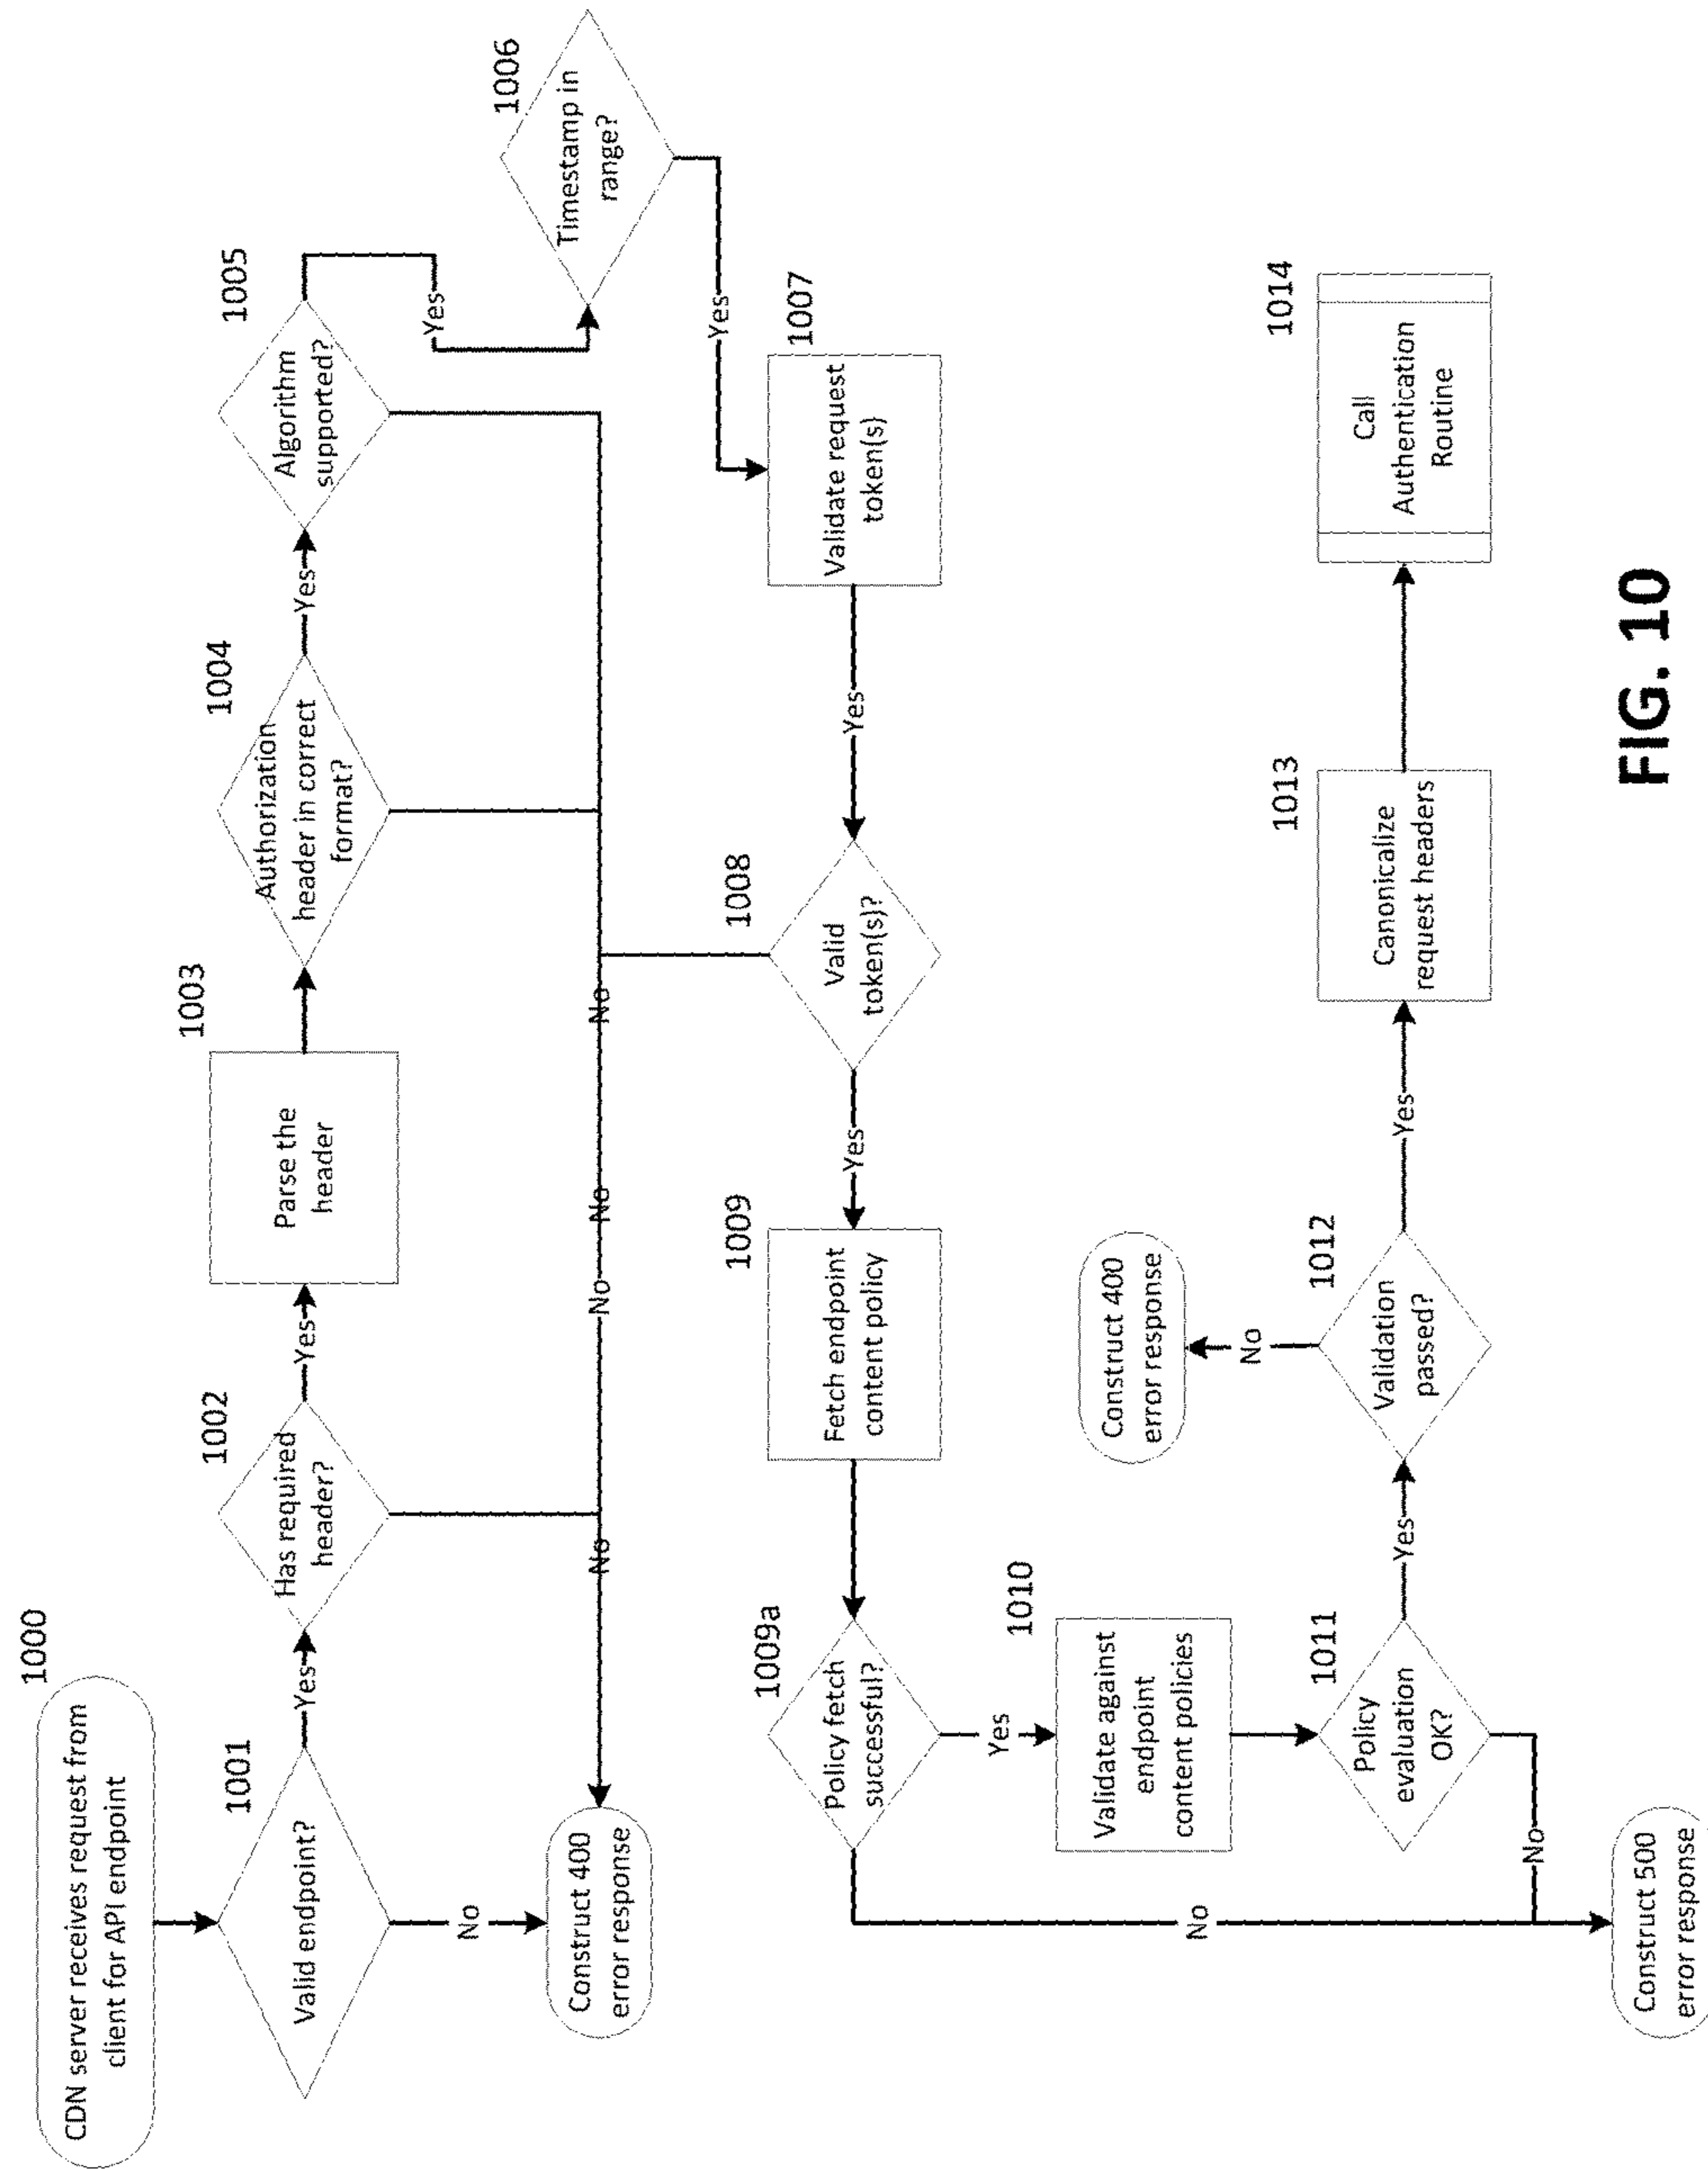 1000
CDN server receives request from
client for API endpoint
1001
Valid endpoint?
Yes
No
Construct 400
error response
1002
Has required
header?
Yes
No
1003
Parse the
header
1004
Authorization
header in correct
format?
Yes
No
1005
Algorithm
supported?
Yes
No
1006
Timestamp in
range?
Yes
1007
Validate request
token(s)
Yes
1008
Valid
token(s)?
No
Yes
1009
Fetch endpoint
content policy
1009a
Policy fetch
successful?
Yes
No
1010
Validate against
endpoint
content policies
1011
Policy
evaluation
OK?
Yes
No
Construct 500
error response
1012
Validation
passed?
No
Construct 400
error response
Yes
1013
Canonicalize
request headers
1014
Call
Authentication
Routine
FIG. 10